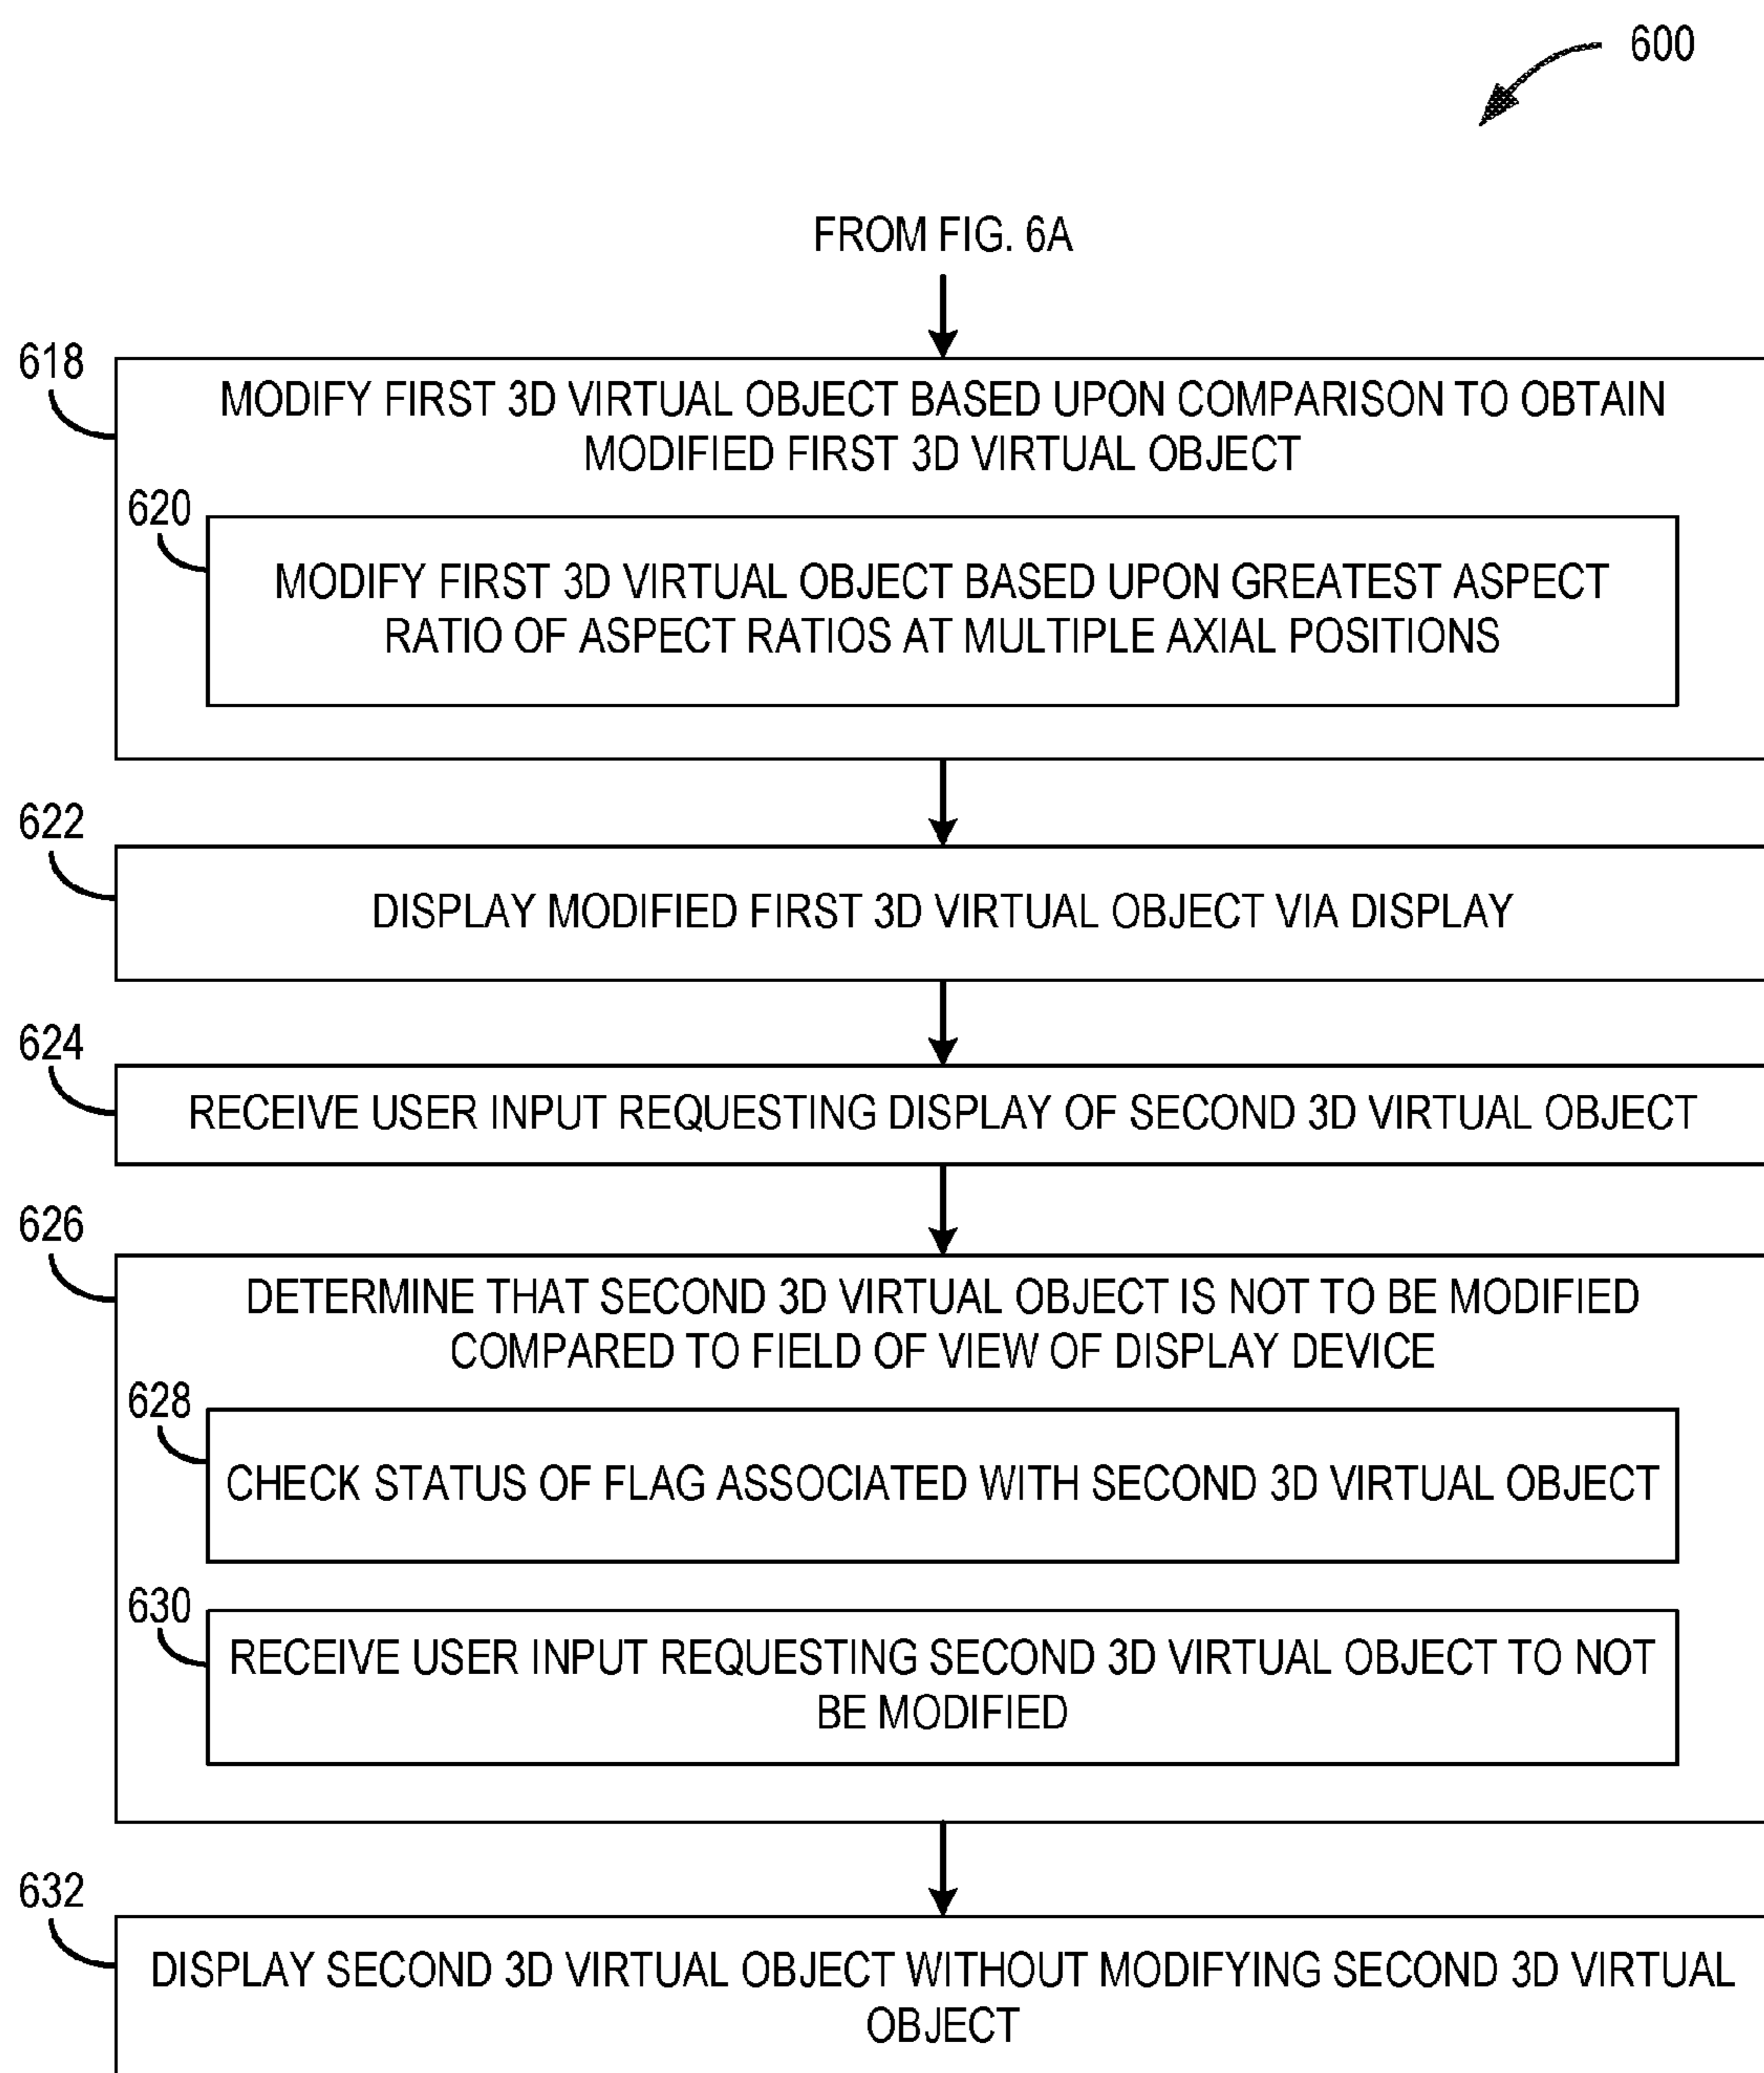 600
FROM FIG. 6A
618
MODIFY FIRST 3D VIRTUAL OBJECT BASED UPON COMPARISON TO OBTAIN
MODIFIED FIRST 3D VIRTUAL OBJECT
620
MODIFY FIRST 3D VIRTUAL OBJECT BASED UPON GREATEST ASPECT
RATIO OF ASPECT RATIOS AT MULTIPLE AXIAL POSITIONS
622
DISPLAY MODIFIED FIRST 3D VIRTUAL OBJECT VIA DISPLAY
624
RECEIVE USER INPUT REQUESTING DISPLAY OF SECOND 3D VIRTUAL OBJECT
626
DETERMINE THAT SECOND 3D VIRTUAL OBJECT IS NOT TO BE MODIFIED
COMPARED TO FIELD OF VIEW OF DISPLAY DEVICE
628
CHECK STATUS OF FLAG ASSOCIATED WITH SECOND 3D VIRTUAL OBJECT
630
RECEIVE USER INPUT REQUESTING SECOND 3D VIRTUAL OBJECT TO NOT
BE MODIFIED
632
DISPLAY SECOND 3D VIRTUAL OBJECT WITHOUT MODIFYING SECOND 3D VIRTUAL
OBJECT